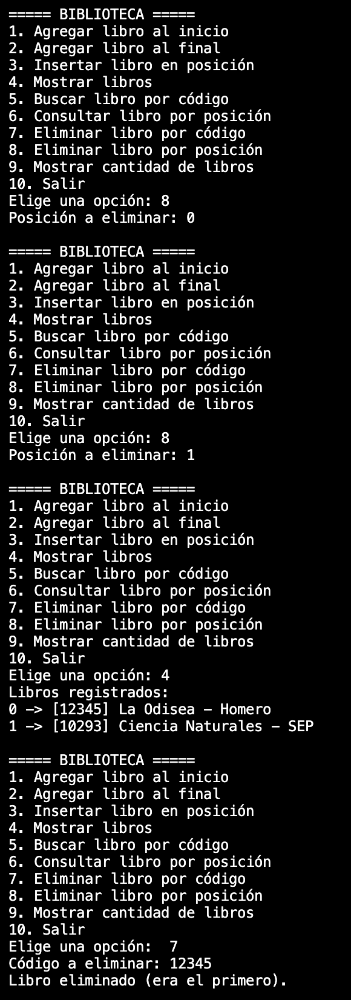 ===== BIBLIOTECA =====
1. Agregar libro al inicio
2. Agregar libro al final
3. Insertar libro en posición
4. Mostrar libros
5. Buscar libro por código
6. Consultar libro por posición
7. Eliminar libro por código
8. Eliminar libro por posición
9. Mostrar cantidad de libros
10. Salir
Elige una opción: 8
Posición a eliminar: 0

===== BIBLIOTECA =====
1. Agregar libro al inicio
2. Agregar libro al final
3. Insertar libro en posición
4. Mostrar libros
5. Buscar libro por código
6. Consultar libro por posición
7. Eliminar libro por código
8. Eliminar libro por posición
9. Mostrar cantidad de libros
10. Salir
Elige una opción: 8
Posición a eliminar: 1

===== BIBLIOTECA =====
1. Agregar libro al inicio
2. Agregar libro al final
3. Insertar libro en posición
4. Mostrar libros
5. Buscar libro por código
6. Consultar libro por posición
7. Eliminar libro por código
8. Eliminar libro por posición
9. Mostrar cantidad de libros
10. Salir
Elige una opción: 4
Libros registrados:
0 -> [12345] La Odisea - Homero
1 -> [10293] Ciencia Naturales - SEP

===== BIBLIOTECA =====
1. Agregar libro al inicio
2. Agregar libro al final
3. Insertar libro en posición
4. Mostrar libros
5. Buscar libro por código
6. Consultar libro por posición
7. Eliminar libro por código
8. Eliminar libro por posición
9. Mostrar cantidad de libros
10. Salir
Elige una opción:  7
Código a eliminar: 12345
Libro eliminado (era el primero).